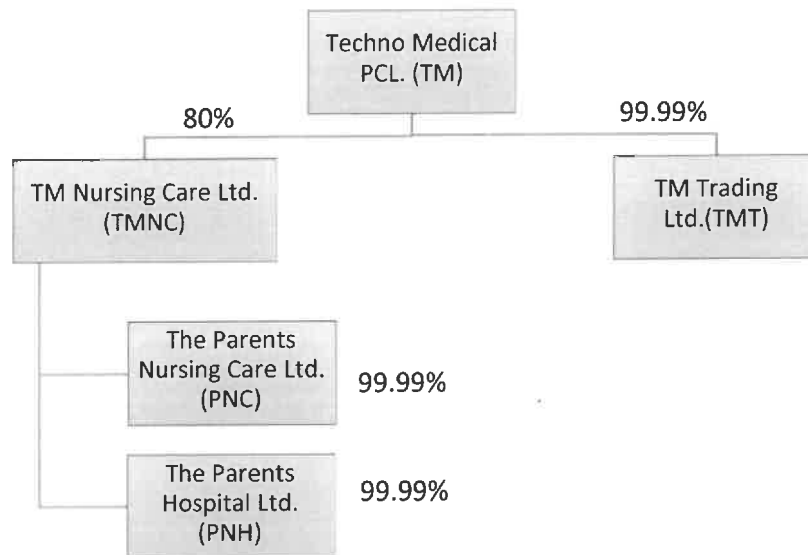 Techno Medical
PCL. (TM)
80%
99.99%
TM Nursing Care Ltd.
(TMNC)
TM Trading
Ltd.(TMT)
The Parents
Nursing Care Ltd.
(PNC)
99.99%
The Parents
Hospital Ltd.
(PNH)
99.99%